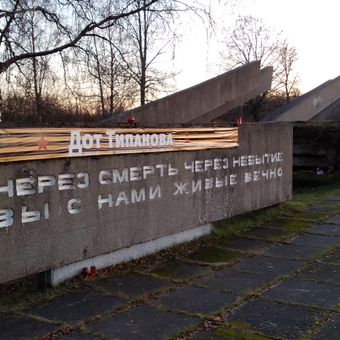 Дот Типанова
ЧЕРЕЗ СМЕРТЬ ЧЕРЕЗ НЕБЫТИЕ
ВЫ С НАМИ ЖИВЫЕ ВЕЧНО